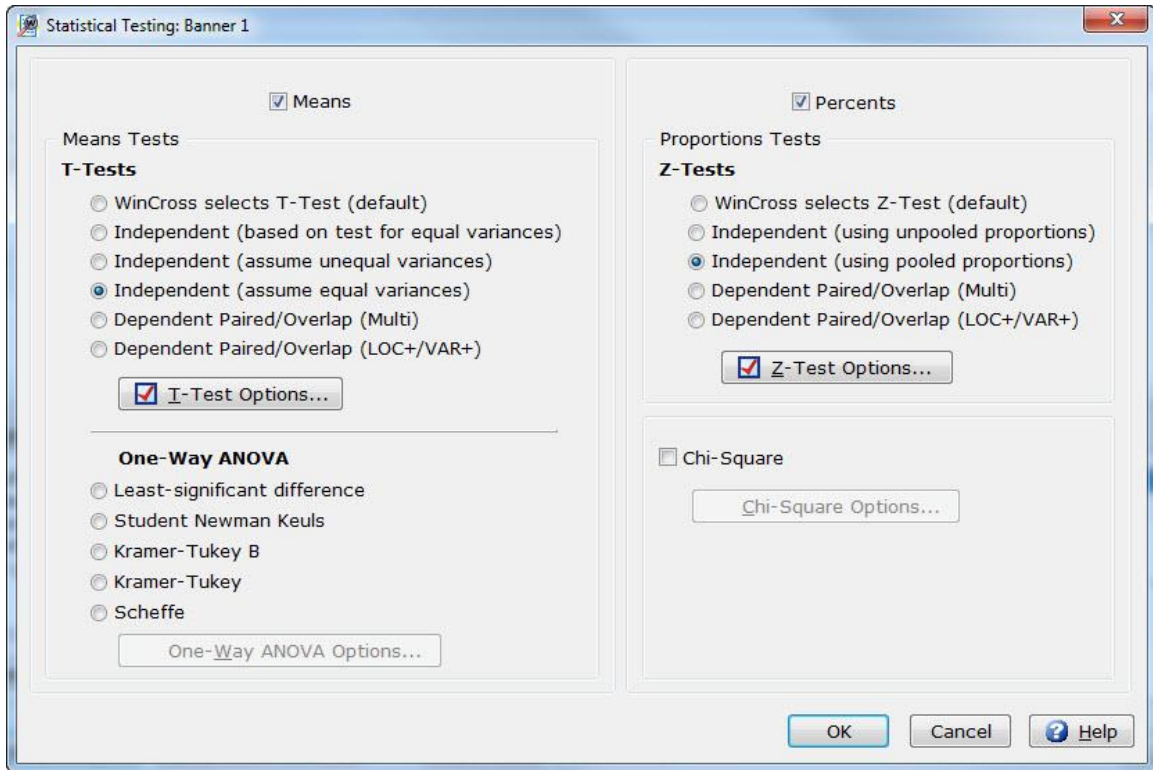 Statistical Testing: Banner 1
Means
Means Tests
T-Tests
WinCross selects T-Test (default)
Independent (based on test for equal variances)
Independent (assume unequal variances)
Independent (assume equal variances)
Dependent Paired/Overlap (Multi)
Dependent Paired/Overlap (LOC+/VAR+)
T-Test Options...
One-Way ANOVA
Least-significant difference
Student Newman Keuls
Kramer-Tukey B
Kramer-Tukey
Scheffe
One-Way ANOVA Options...
Percents
Proportions Tests
Z-Tests
WinCross selects Z-Test (default)
Independent (using unpooled proportions)
Independent (using pooled proportions)
Dependent Paired/Overlap (Multi)
Dependent Paired/Overlap (LOC+/VAR+)
Z-Test Options...
Chi-Square
Chi-Square Options...
OK
Cancel
Help